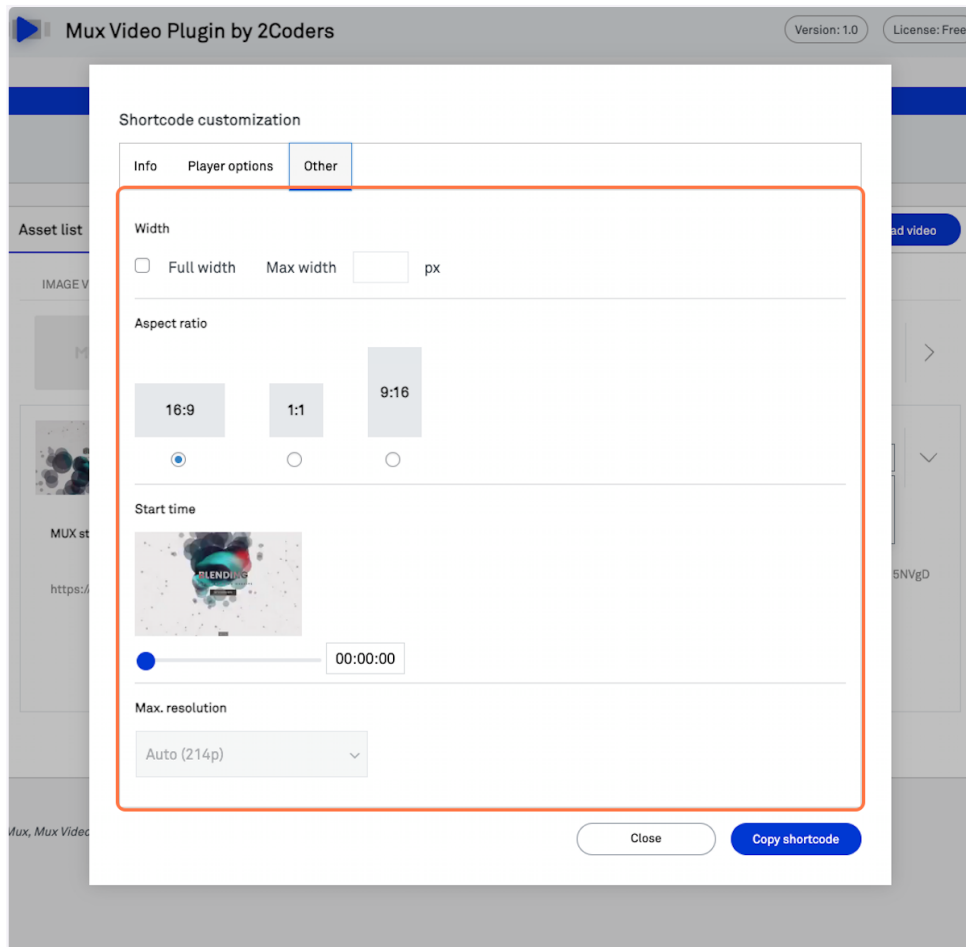 Mux Video Plugin by 2Coders
Version: 1.0
License: Free
Shortcode customization
Info Player options Other
Asset list
ad video
Width
Full width Max width px
IMAGE V
Aspect ratio
16:9 1:1 9:16
Start time
MUX st
BLENDING
https:/
5NVgD
00:00:00
Max. resolution
Auto (214p)
Mux, Mux Video
Close Copy shortcode